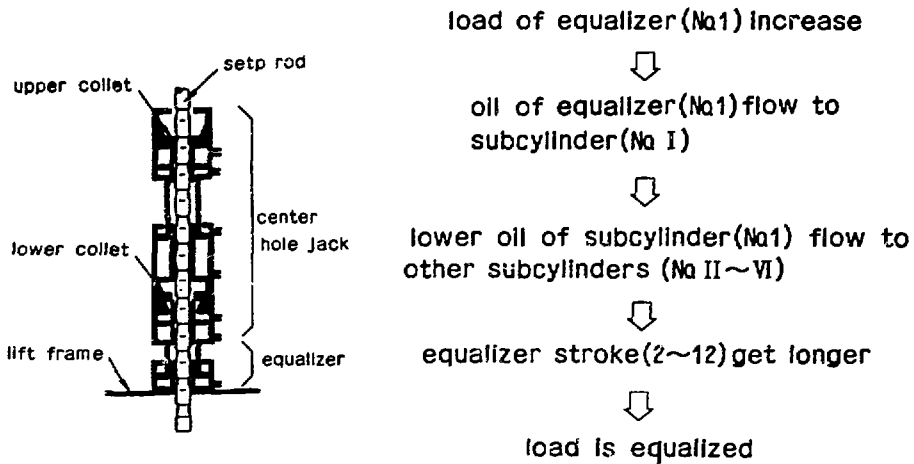 upper collet
setp rod
center
hole jack
lower collet
lift frame
equalizer
load of equalizer(№1)increase
oil of equalizer(№1)flow to
subcylinder(№ I)
lower oil of subcylinder(№1) flow to
other subcylinders (№ II～VI)
equalizer stroke(2～12)get longer
load is equalized